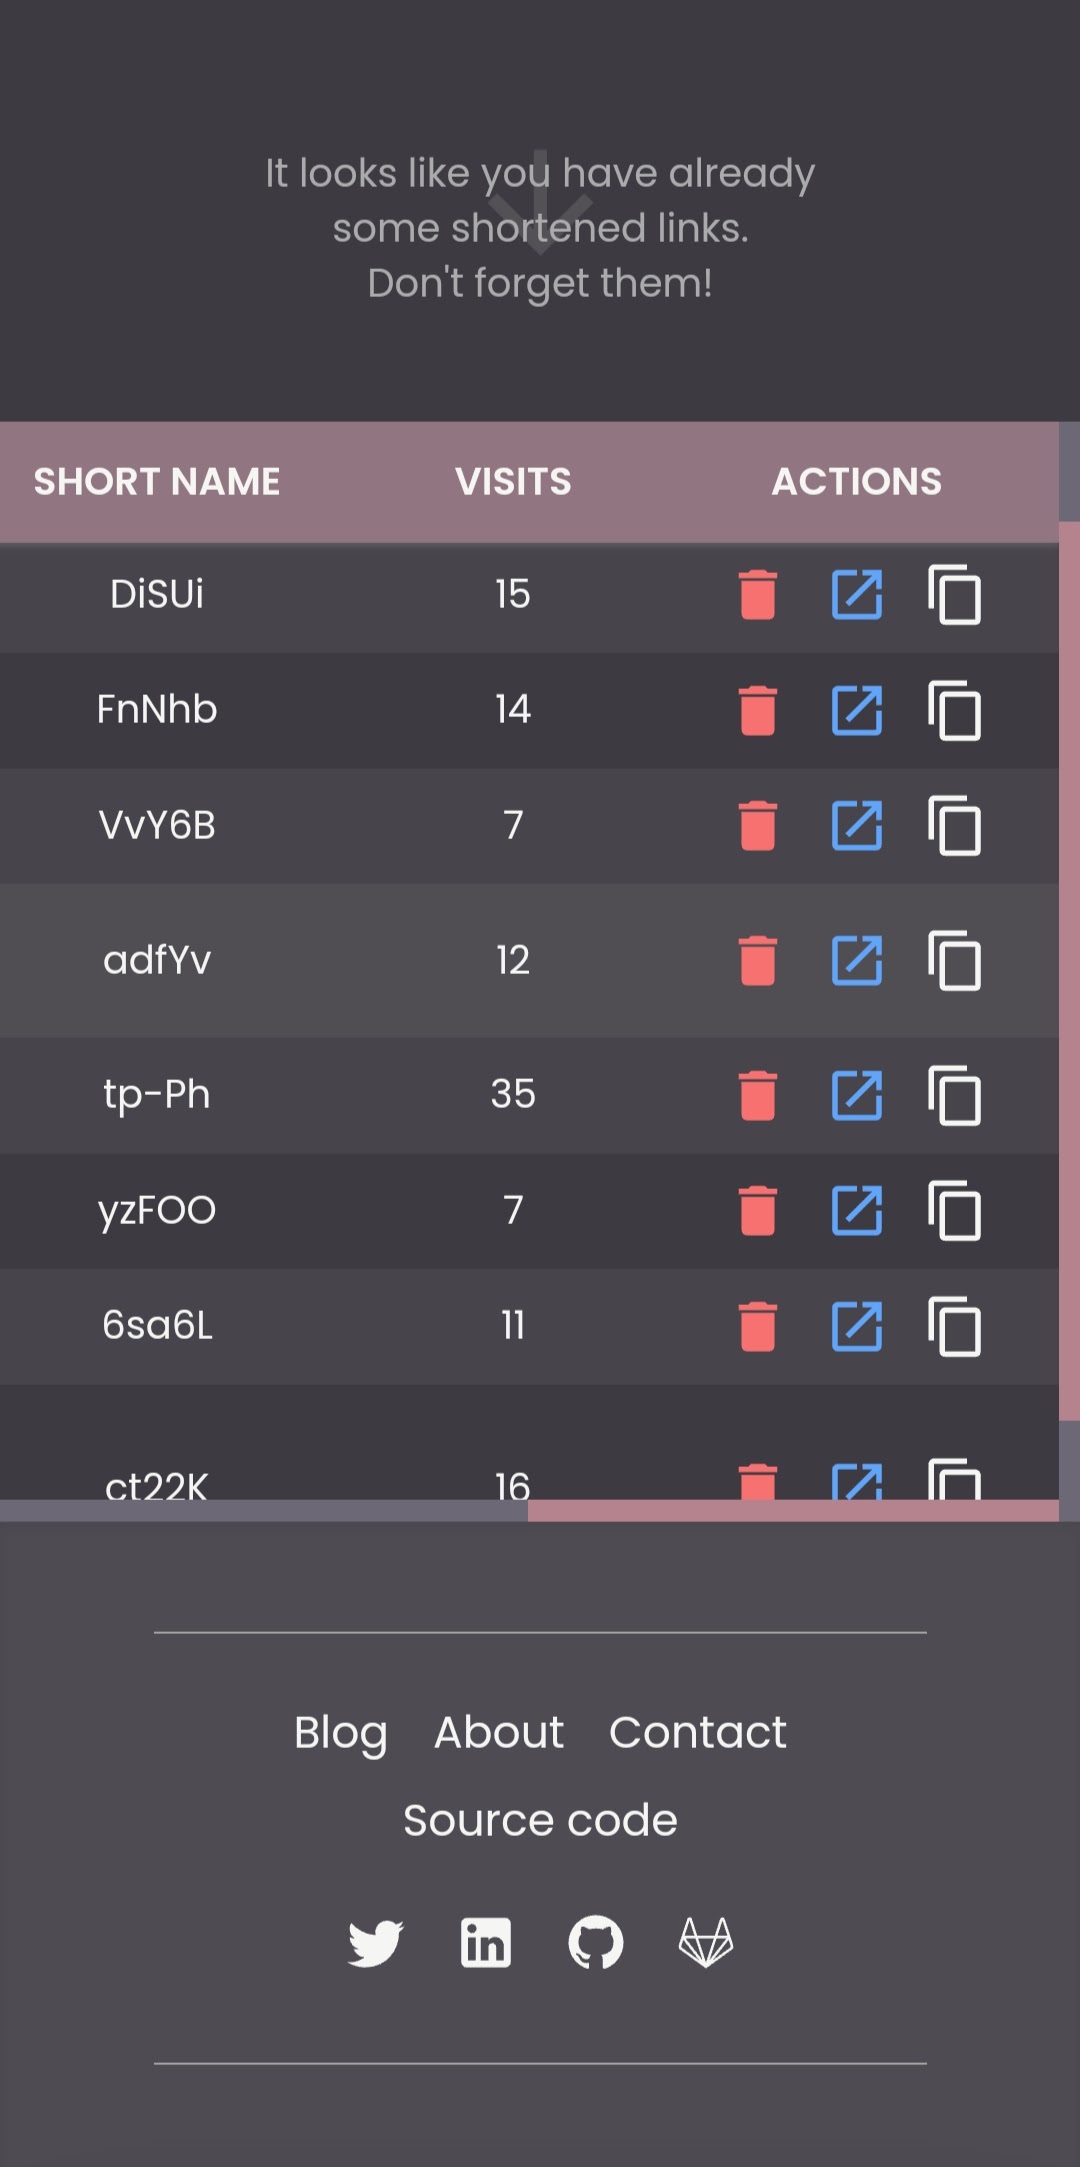 It looks like you have already
some shortened links.
Don't forget them!
SHORT NAME VISITS ACTIONS
DiSUi 15
FnNhb 14
VvY6B 7
adfYv 12
tp-Ph 35
yzFOO 7
6sa6L 11
ct22K 16
Blog About Contact
Source code
in